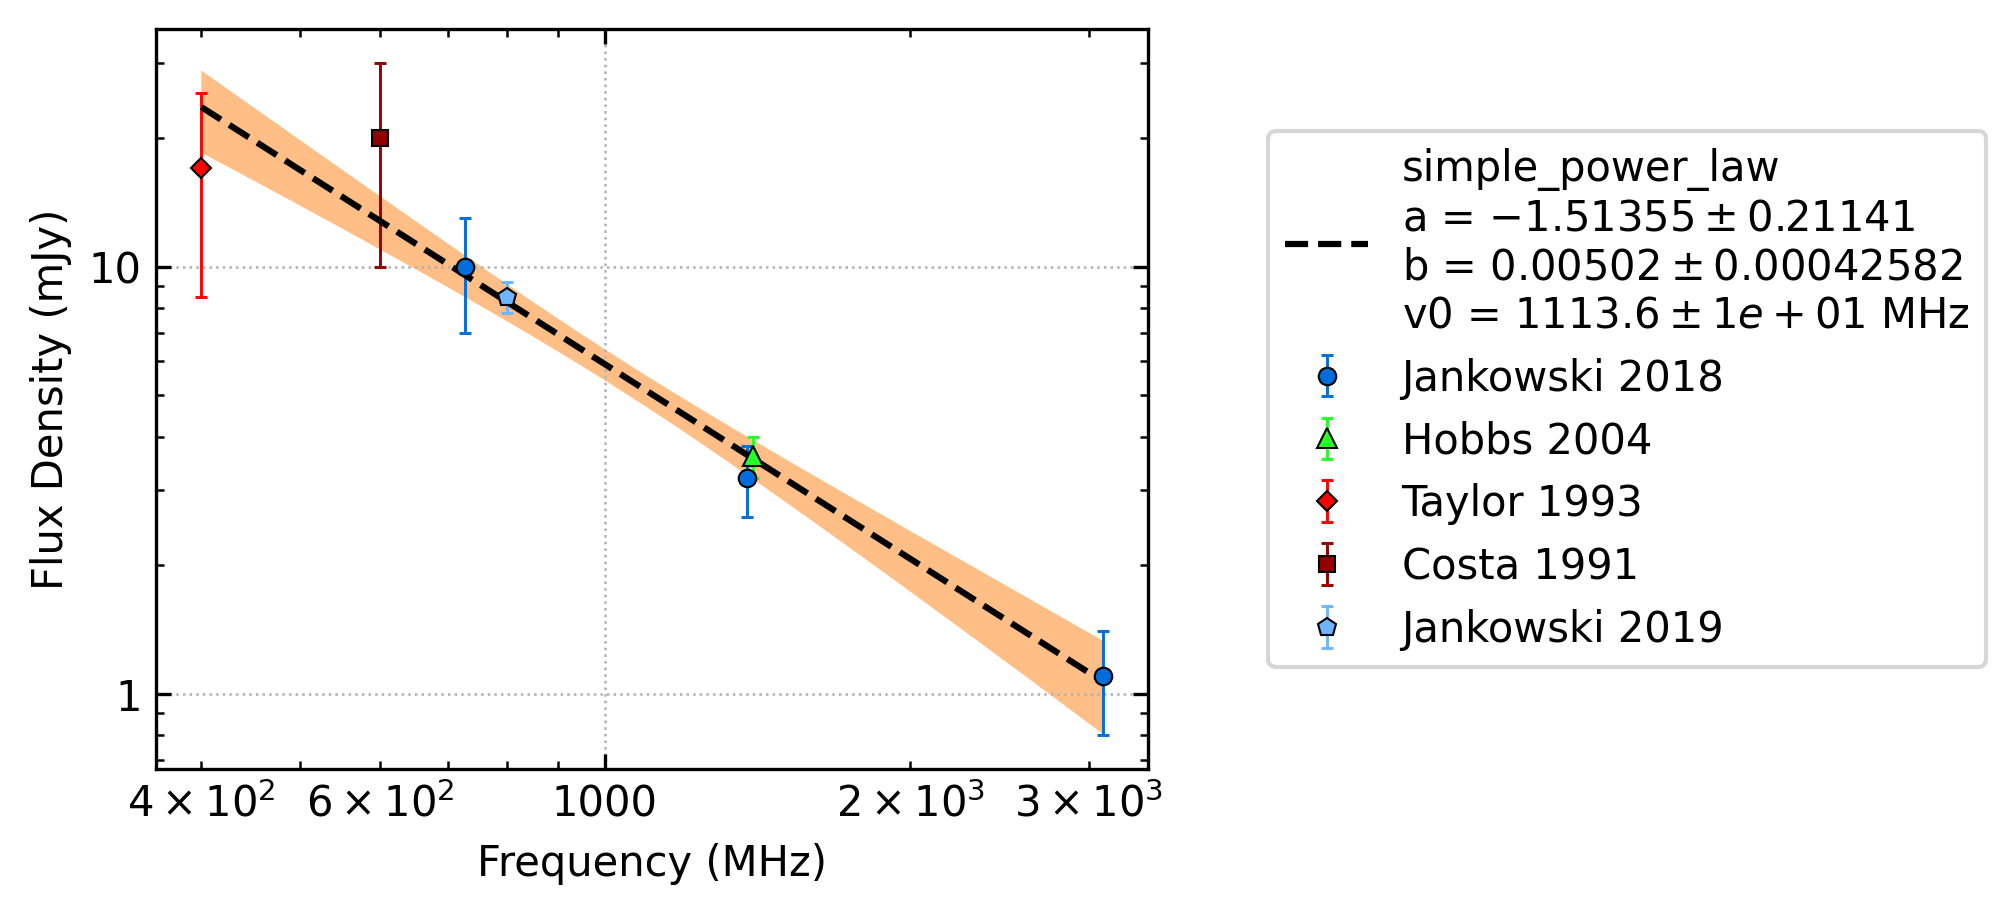 Flux Density (mJy)
10
1
4 × 10²
6 × 10²
1000
2 × 10³
3 × 10³
Frequency (MHz)
simple_power_law
a = −1.51355 ± 0.21141
b = 0.00502 ± 0.00042582
v0 = 1113.6 ± 1e + 01 MHz
Jankowski 2018
Hobbs 2004
Taylor 1993
Costa 1991
Jankowski 2019